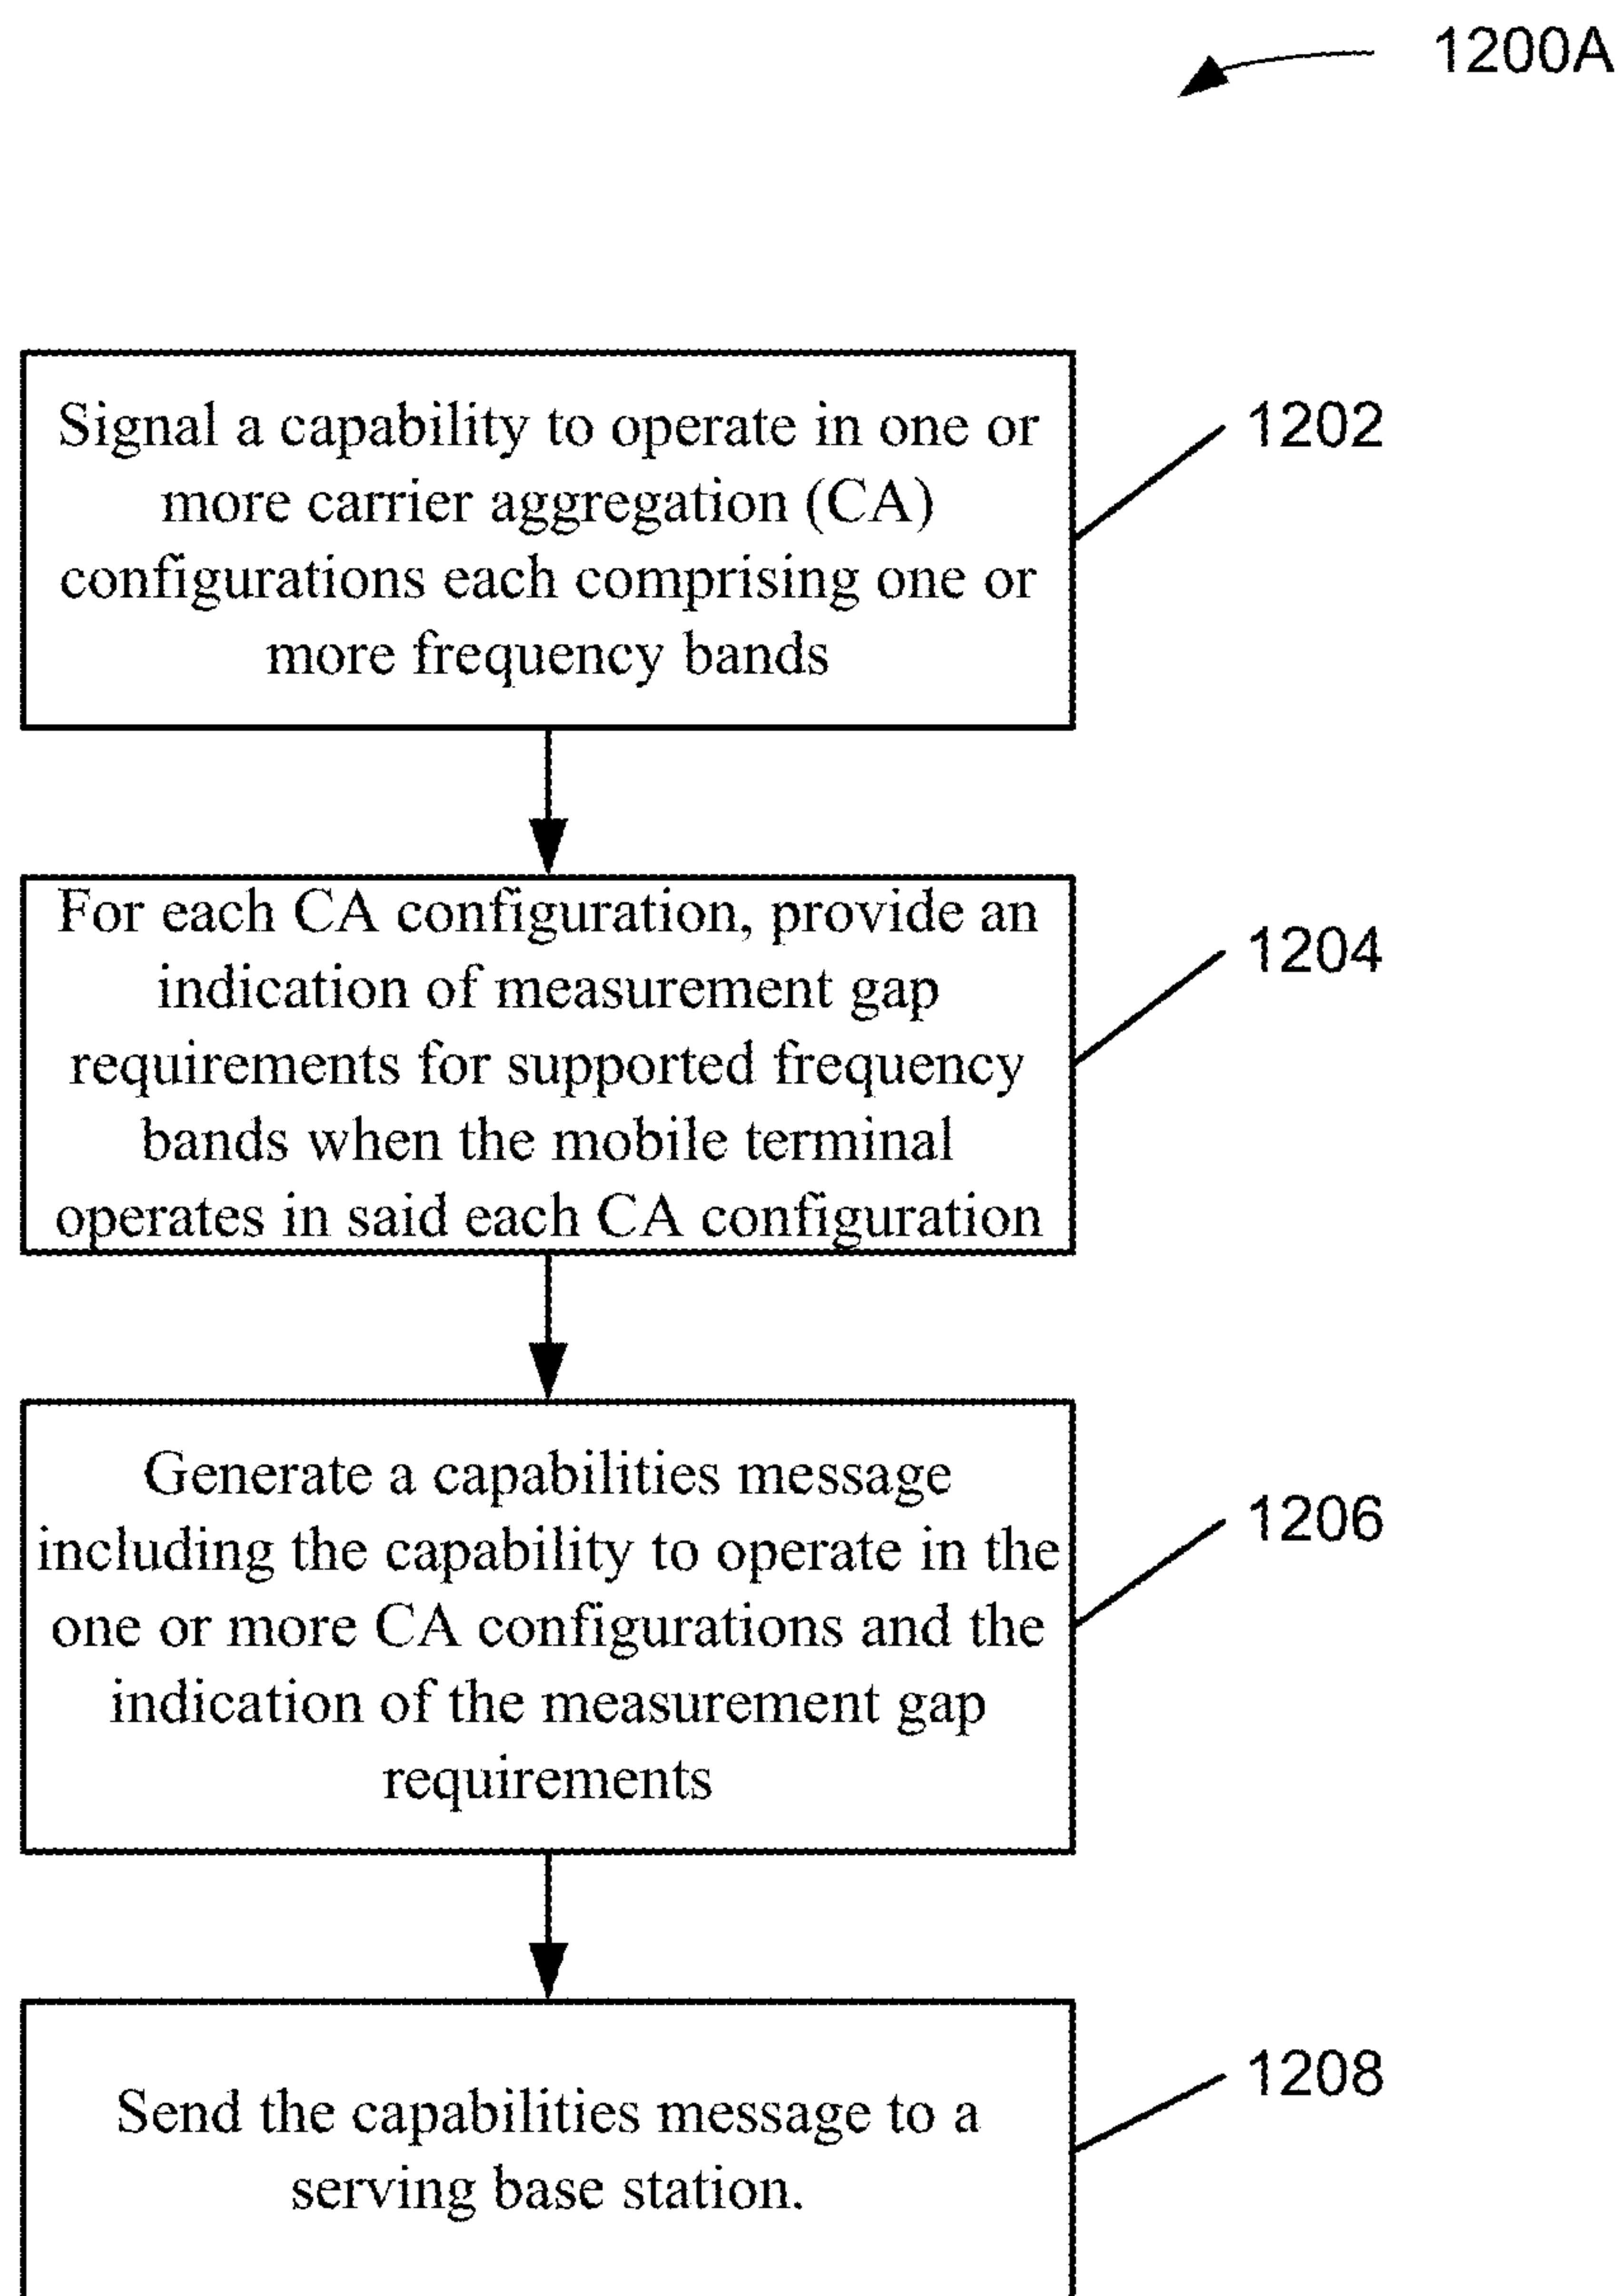 1200A
Signal a capability to operate in one or
more carrier aggregation (CA)
configurations each comprising one or
more frequency bands
1202
For each CA configuration, provide an
indication of measurement gap
requirements for supported frequency
bands when the mobile terminal
operates in said each CA configuration
1204
Generate a capabilities message
including the capability to operate in the
one or more CA configurations and the
indication of the measurement gap
requirements
1206
Send the capabilities message to a
serving base station.
1208